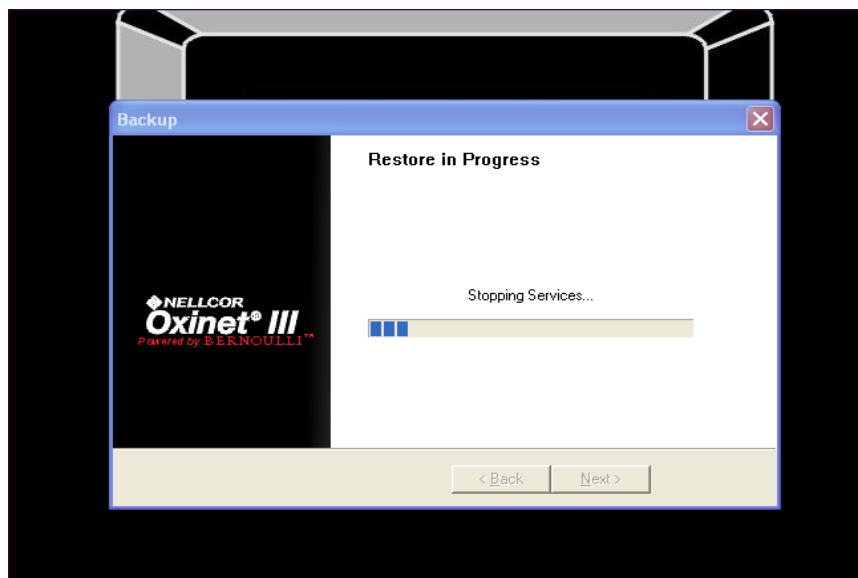 Backup
Restore in Progress
Stopping Services...
NELLCOR
Oxinet® III
Powered by BERNOULLI™
< Back
Next >